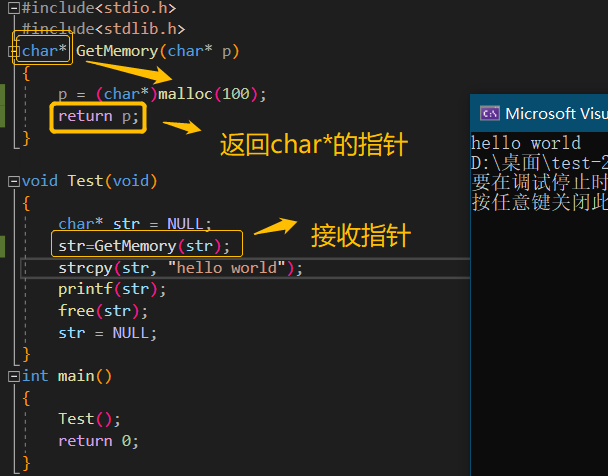 #include<stdio.h>
#include<stdlib.h>
char* GetMemory(char* p)
{
p = (char*)malloc(100);
return p;
}
返回char*的指针
void Test(void)
{
char* str = NULL;
str=GetMemory(str);
接收指针
strcpy(str, "hello world");
printf(str);
free(str);
str = NULL;
}
int main()
{
Test();
return 0;
}
Microsoft Visu
hello world
D:\桌面\test-2
要在调试停止时
按任意键关闭此